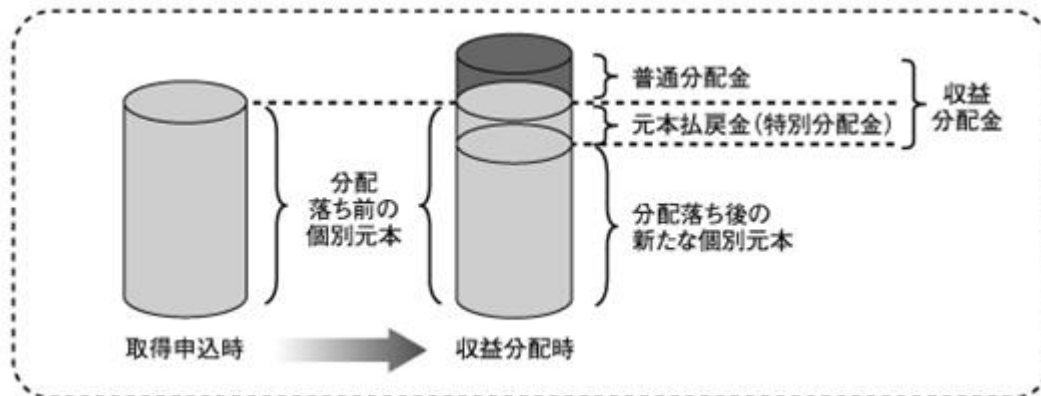 普通分配金
元本払戻金(特別分配金)
収益
分配金
分配
落ち前の
個別元本
分配落ち後の
新たな個別元本
取得申込時
収益分配時